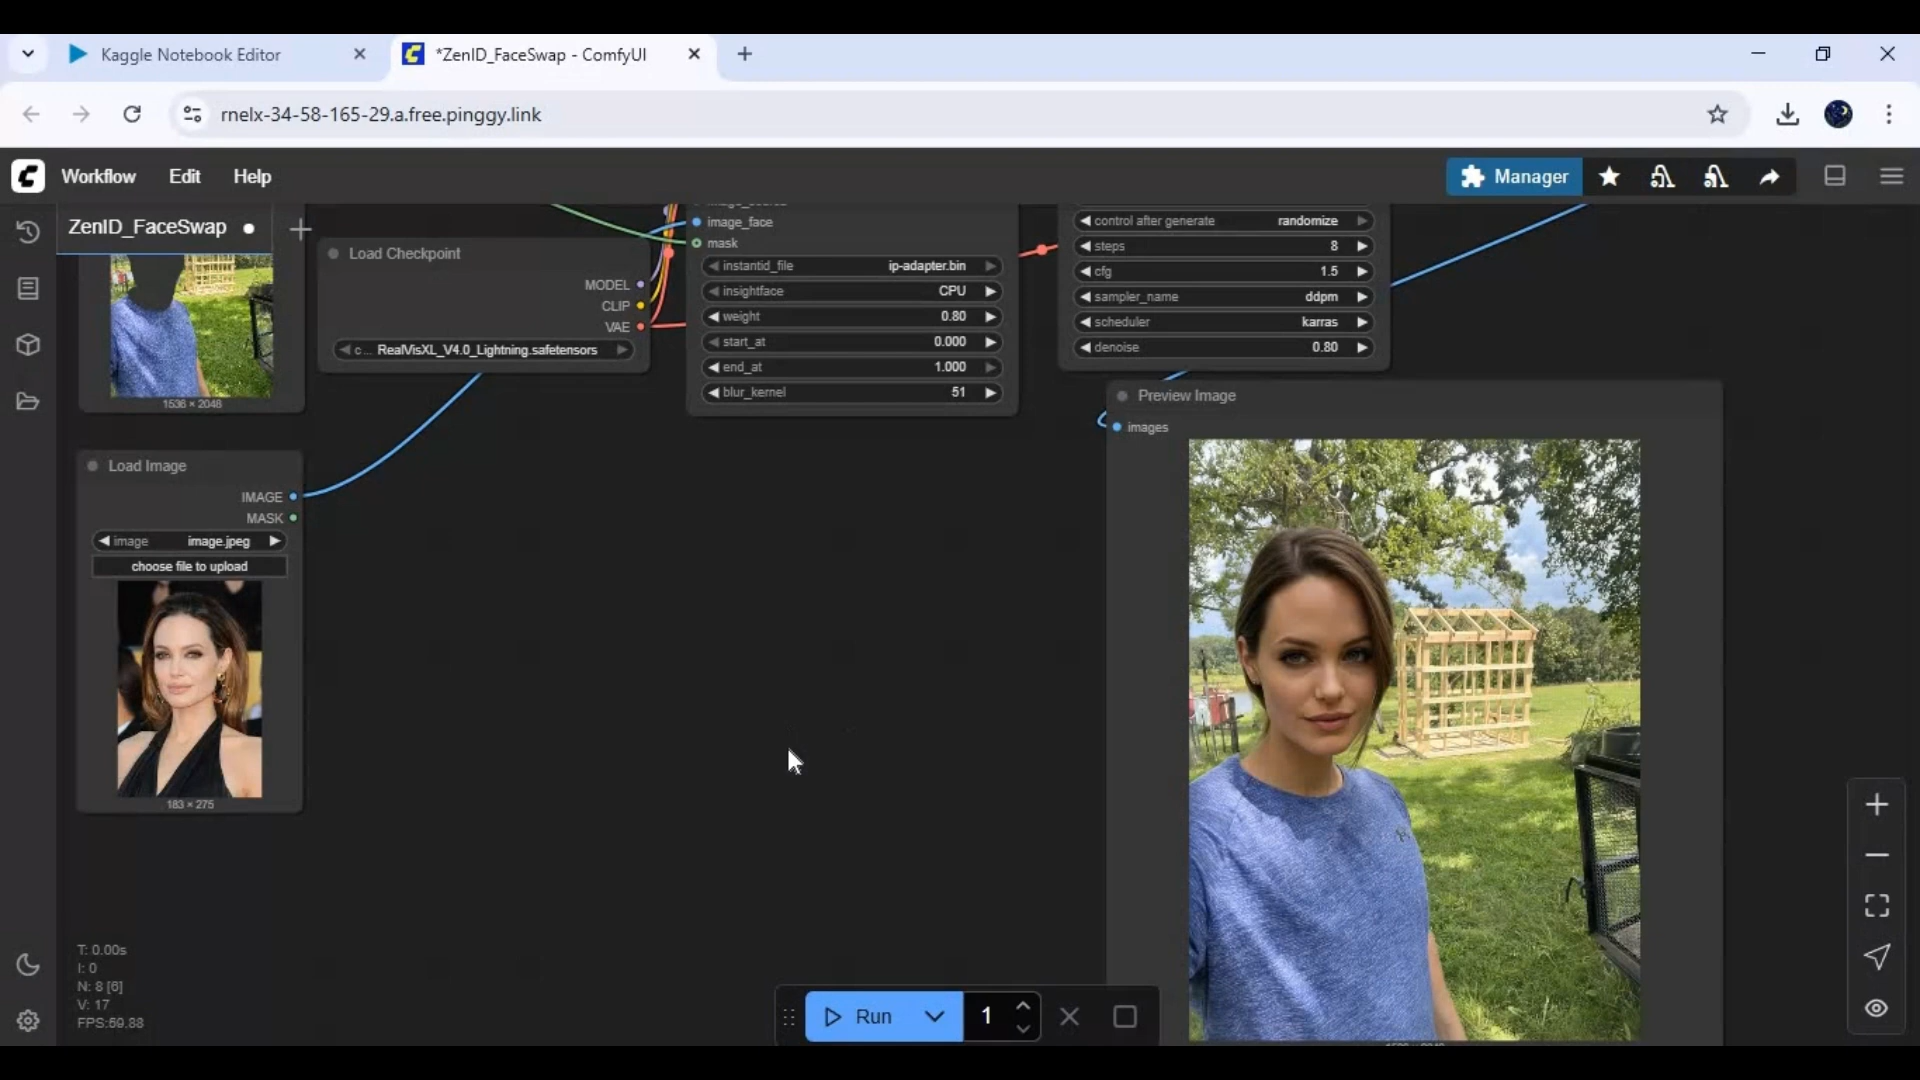 Kaggle Notebook Editor
*ZenID_FaceSwap - ComfyUI
rnelx-34-58-165-29.a.free.pinggy.link
Workflow Edit Help
Manager
ZenID_FaceSwap
1536 × 2048
Load Checkpoint
MODEL
CLIP
VAE
c... RealVisXL_V4.0_Lightning.safetensors
image_face
mask
instantid_file ip-adapter.bin
insightface CPU
weight 0.80
start_at 0.000
end_at 1.000
blur_kernel 51
control after generate randomize
steps 8
cfg 1.5
sampler_name ddpm
scheduler karras
denoise 0.80
Load Image
IMAGE
MASK
image image.jpeg
choose file to upload
183 × 275
Preview Image
images
T: 0.00s
I: 0
N: 8 [6]
V: 17
FPS:59.88
Run 1